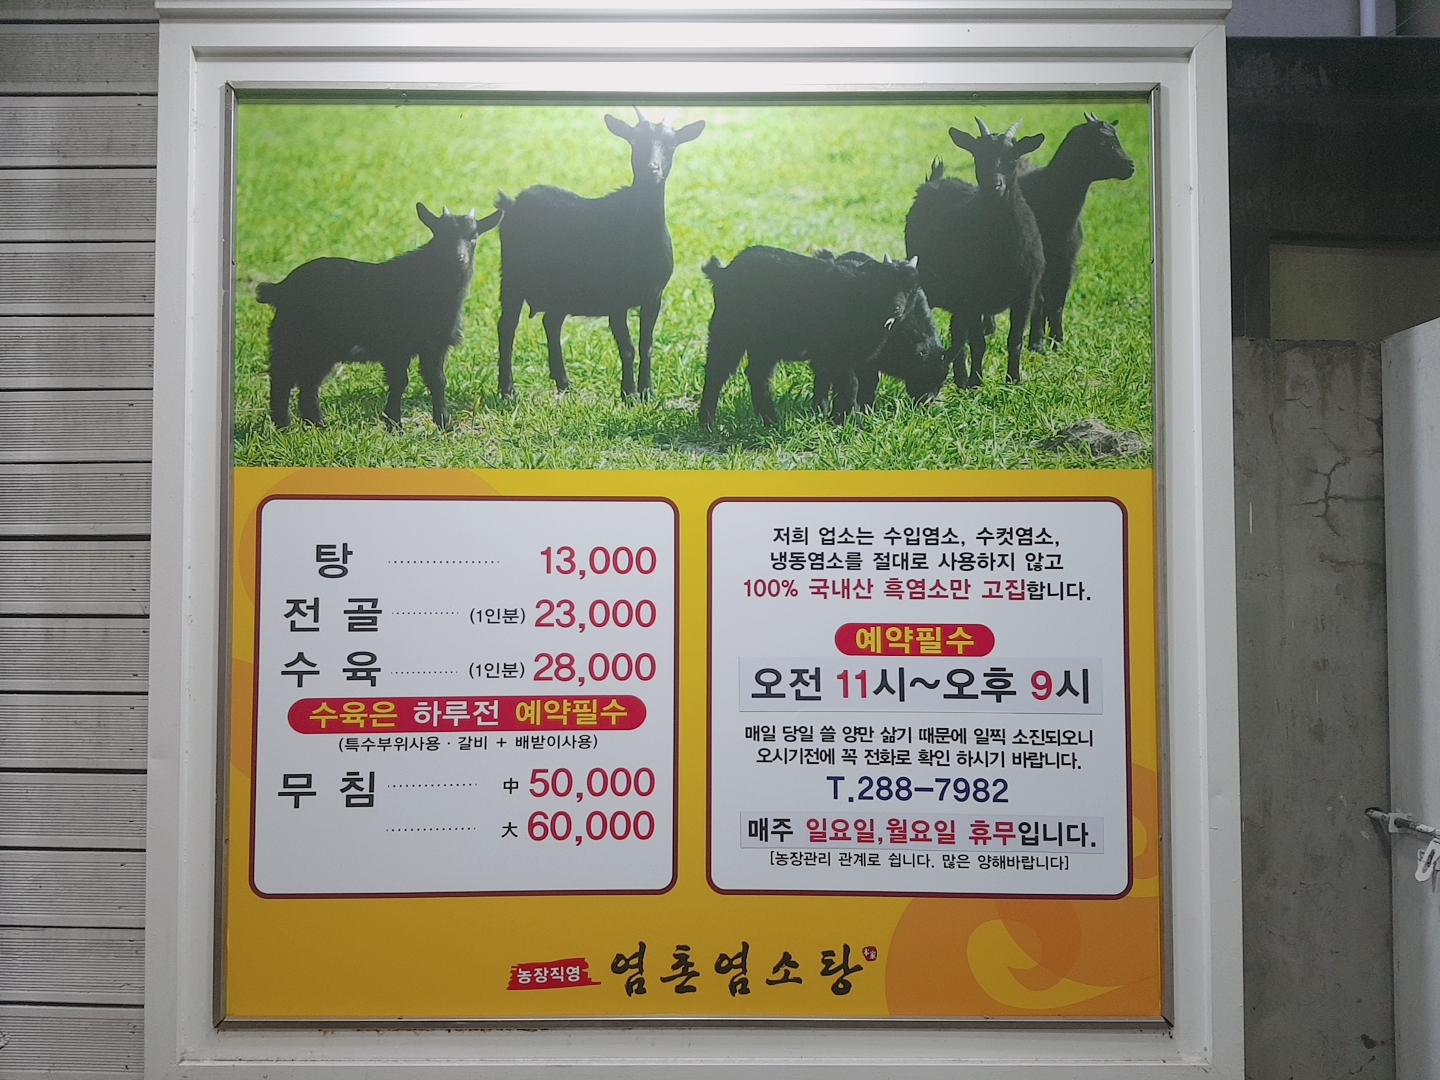 탕 13,000
전골 (1인분) 23,000
수육 (1인분) 28,000
수육은 하루전 예약필수
(특수부위사용 · 갈비 + 배받이사용)
무침 中 50,000
大 60,000
저희 업소는 수입염소, 수컷염소,
냉동염소를 절대로 사용하지 않고
100% 국내산 흑염소만 고집합니다.
예약필수
오전 11시~오후 9시
매일 당일 쓸 양만 삶기 때문에 일찍 소진되오니
오시기전에 꼭 전화로 확인 하시기 바랍니다.
T.288-7982
매주 일요일,월요일 휴무입니다.
[농장관리 관계로 쉽니다. 많은 양해바랍니다]
농장직영 염촌염소탕